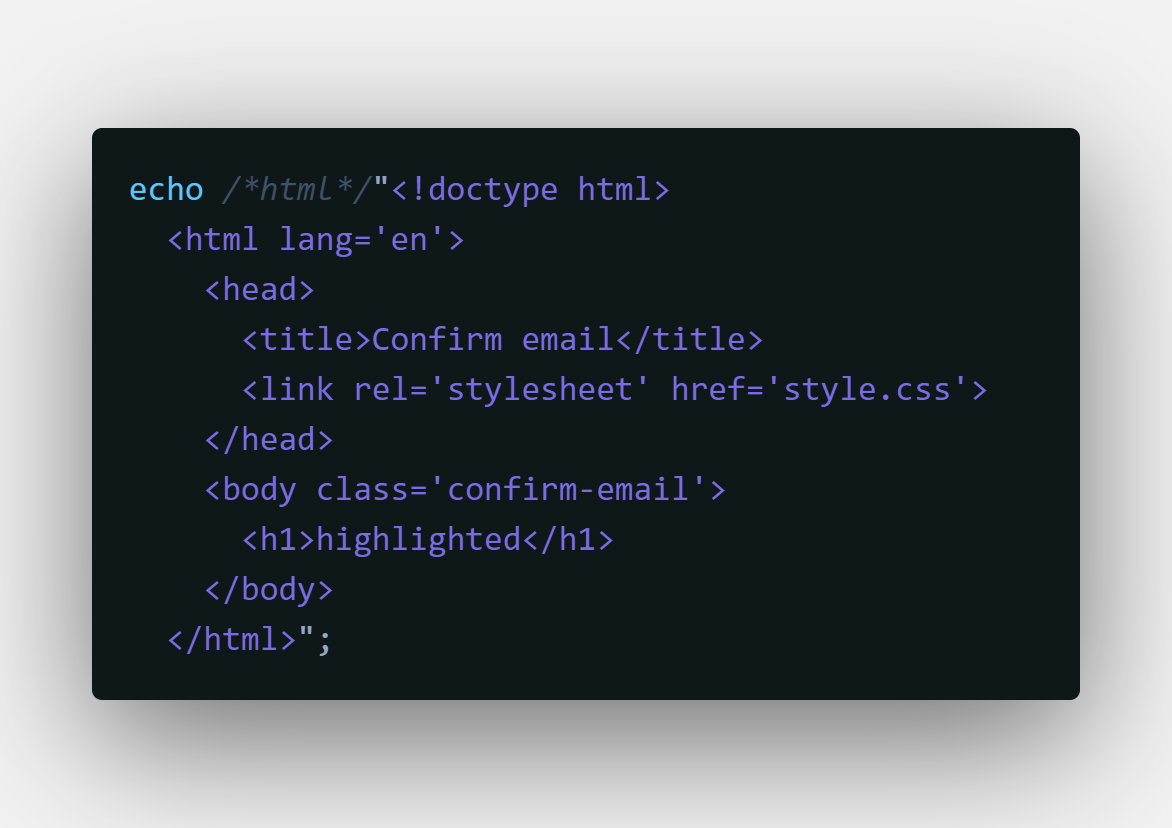 echo /*html*/"<!doctype html>
  <html lang='en'>
    <head>
      <title>Confirm email</title>
      <link rel='stylesheet' href='style.css'>
    </head>
    <body class='confirm-email'>
      <h1>highlighted</h1>
    </body>
  </html>";